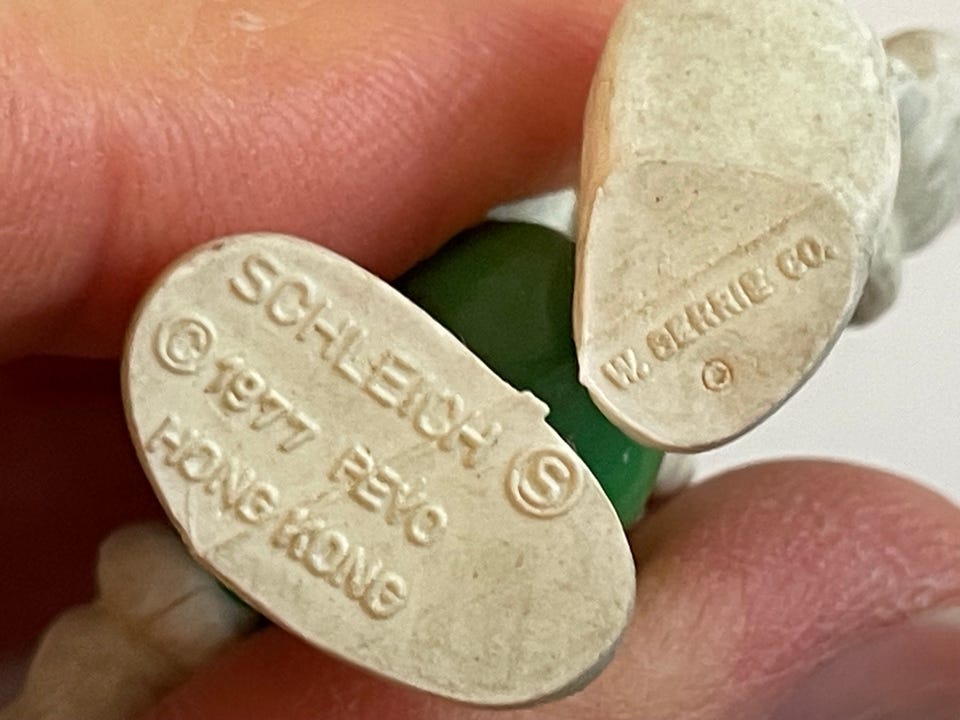 SCHLEICH Ⓢ
© 1977 PEYO
HONG KONG
W. BERRIE CO.
©